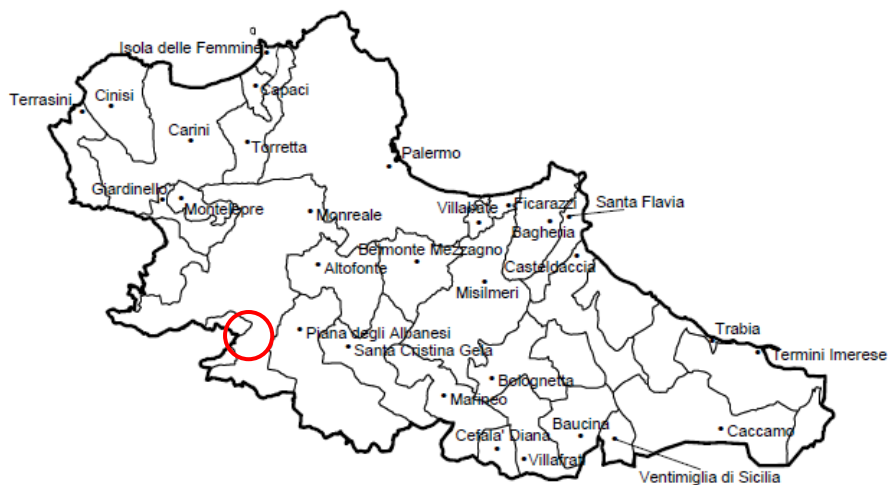 Isola delle Femmine
Capaci
Terrasini
Cinisi
Carini
Torretta
Palermo
Giardinello
Montelepre
Monreale
Villabate
Ficarazzi
Santa Flavia
Bagheria
Belmonte Mezzagno
Altofonte
Casteldaccia
Misilmeri
Piana degli Albanesi
Santa Cristina Gela
Trabia
Termini Imerese
Bolognetta
Marineo
Baucina
Caccamo
Cefala' Diana
Villafrati
Ventimiglia di Sicilia